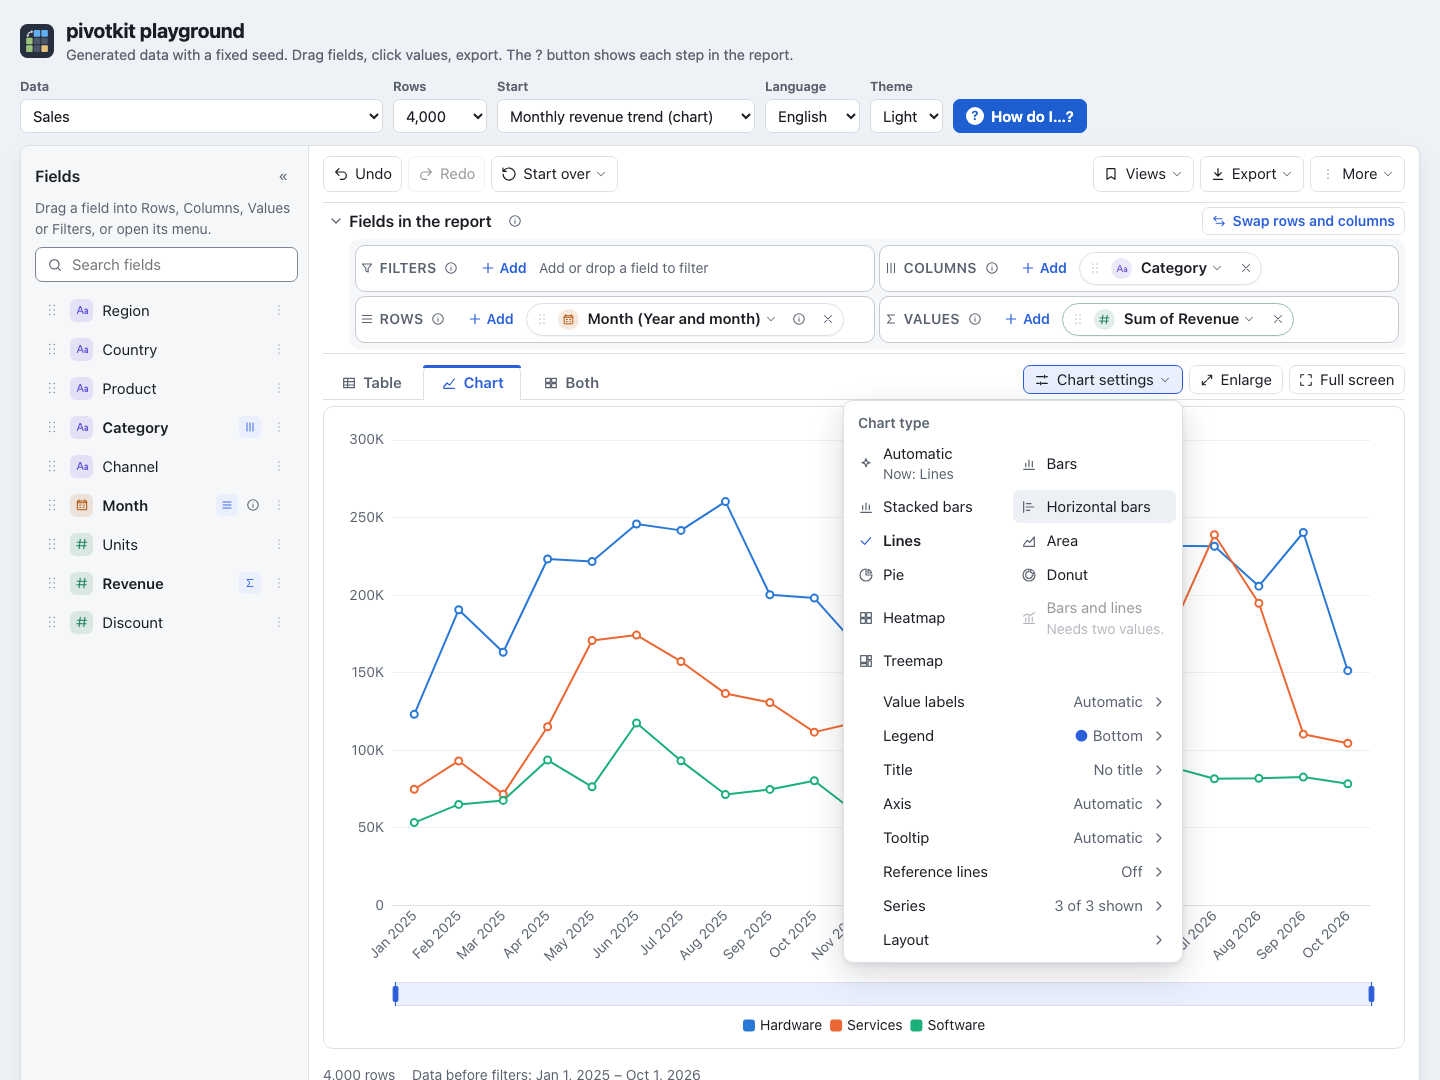 pivotkit playground
Generated data with a fixed seed. Drag fields, click values, export. The ? button shows each step in the report.
Data
Rows
Start
Language
Theme
Sales
4,000
Monthly revenue trend (chart)
English
Light
? How do I...?
Fields
«
Drag a field into Rows, Columns, Values
or Filters, or open its menu.
Search fields
Aa Region
Aa Country
Aa Product
Aa Category
Aa Channel
Month
# Units
# Revenue Σ
# Discount
Undo
Redo
Start over
Views
Export
More
Fields in the report
Swap rows and columns
FILTERS
+ Add
Add or drop a field to filter
COLUMNS
+ Add
Aa Category
ROWS
+ Add
Month (Year and month)
Σ VALUES
+ Add
# Sum of Revenue
Table
Chart
Both
Chart settings
Enlarge
Full screen
Chart type
Automatic
Now: Lines
Bars
Stacked bars
Horizontal bars
Lines
Area
Pie
Donut
Heatmap
Bars and lines
Needs two values.
Treemap
Value labels Automatic
Legend Bottom
Title No title
Axis Automatic
Tooltip Automatic
Reference lines Off
Series 3 of 3 shown
Layout
300K
250K
200K
150K
100K
50K
0
Jan 2025
Feb 2025
Mar 2025
Apr 2025
May 2025
Jun 2025
Jul 2025
Aug 2025
Sep 2025
Oct 2025
Aug 2026
Sep 2026
Oct 2026
Hardware
Services
Software
4,000 rows
Data before filters: Jan 1, 2025 – Oct 1, 2026